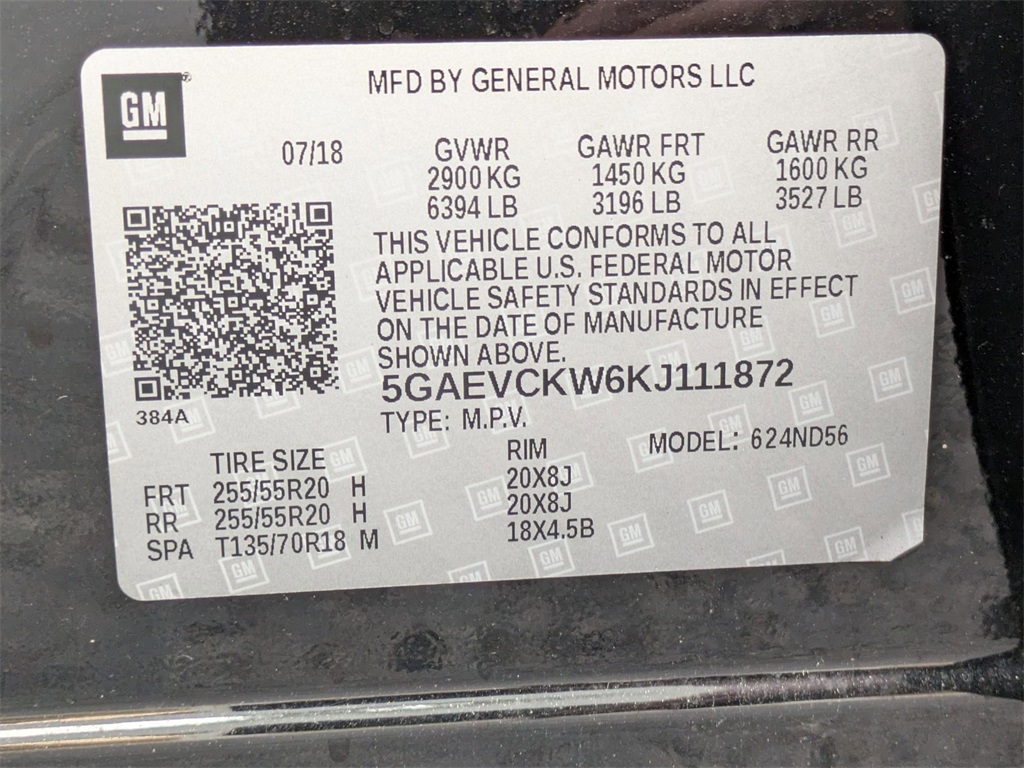 GM
MFD BY GENERAL MOTORS LLC
07/18
GVWR GAWR FRT GAWR RR
2900 KG 1450 KG 1600 KG
6394 LB 3196 LB 3527 LB
THIS VEHICLE CONFORMS TO ALL
APPLICABLE U.S. FEDERAL MOTOR
VEHICLE SAFETY STANDARDS IN EFFECT
ON THE DATE OF MANUFACTURE
SHOWN ABOVE.
5GAEVCKW6KJ111872
384A
TYPE: M.P.V. MODEL: 624ND56
TIRE SIZE RIM
FRT 255/55R20 H 20X8J
RR 255/55R20 H 20X8J
SPA T135/70R18 M 18X4.5B